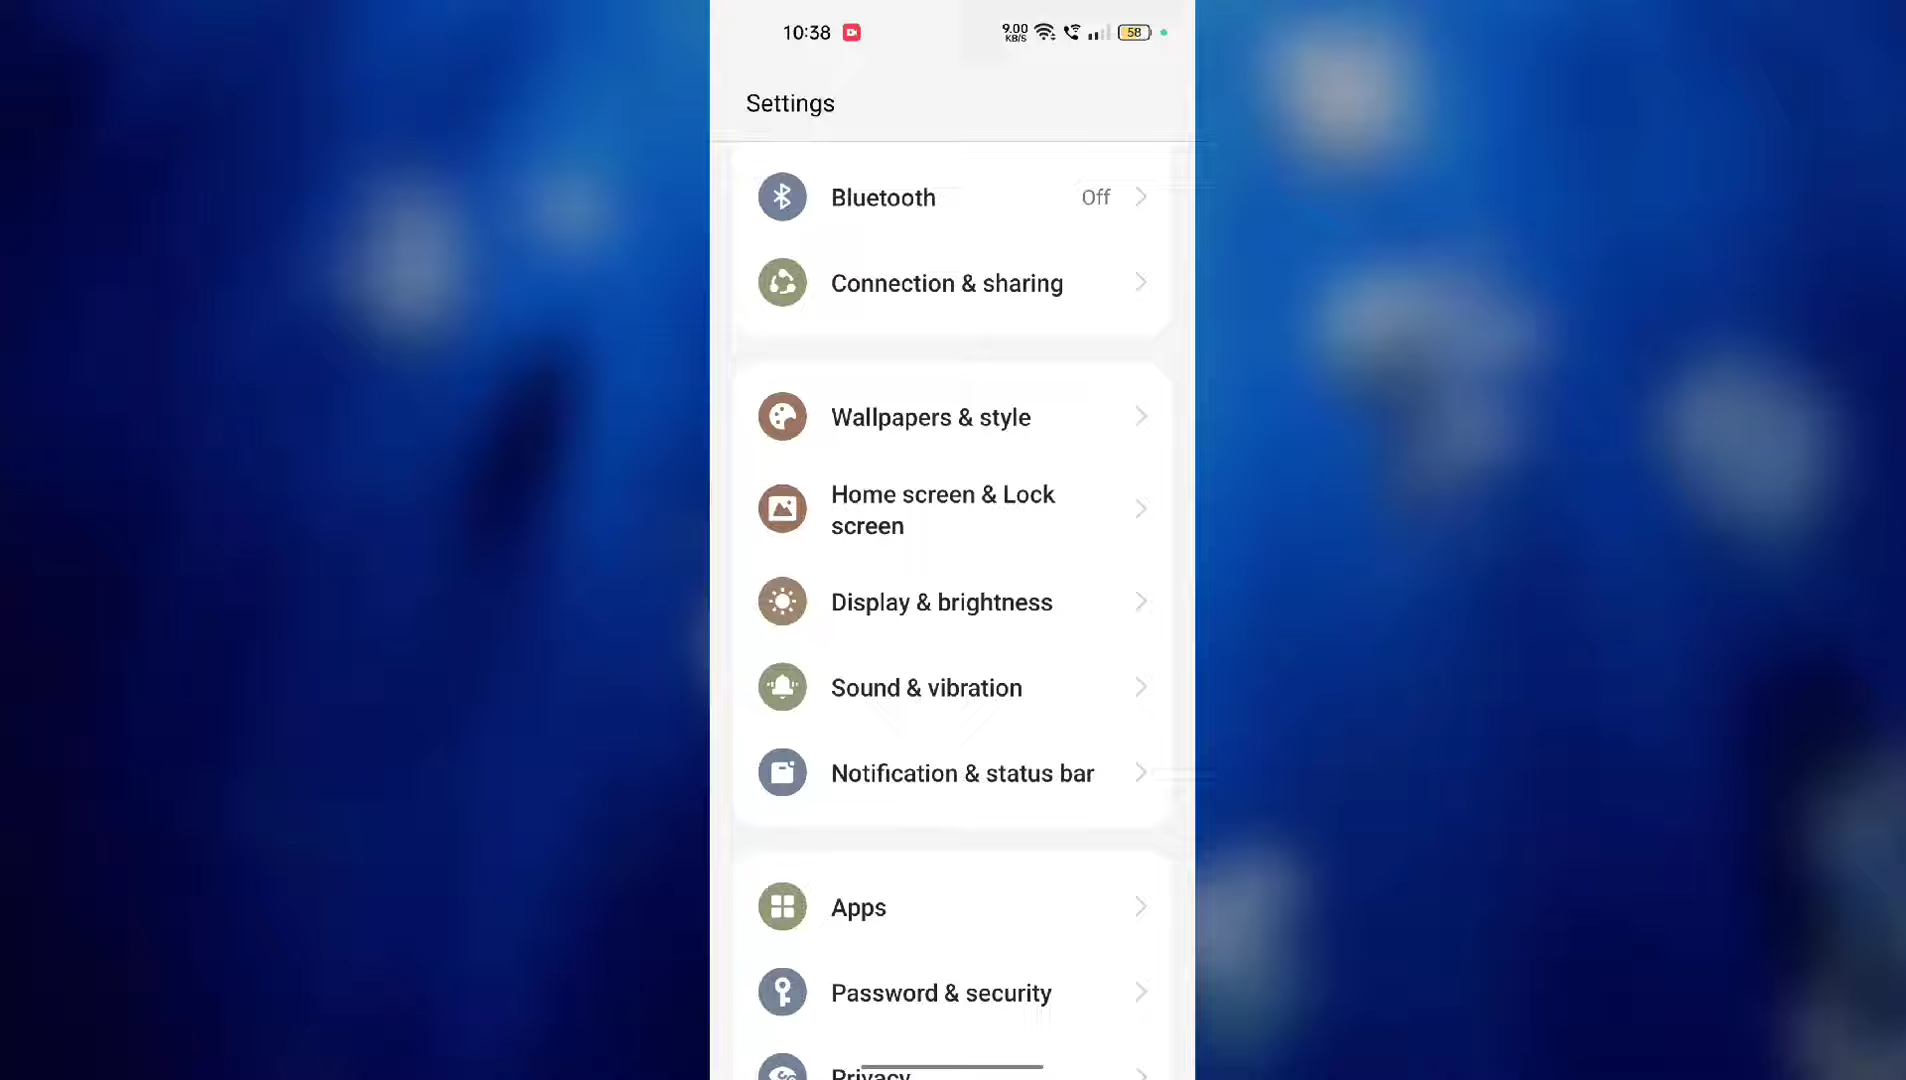 10:38
9.00
KB/S
58
Settings
Bluetooth Off
Connection & sharing
Wallpapers & style
Home screen & Lock
screen
Display & brightness
Sound & vibration
Notification & status bar
Apps
Password & security
Privacy